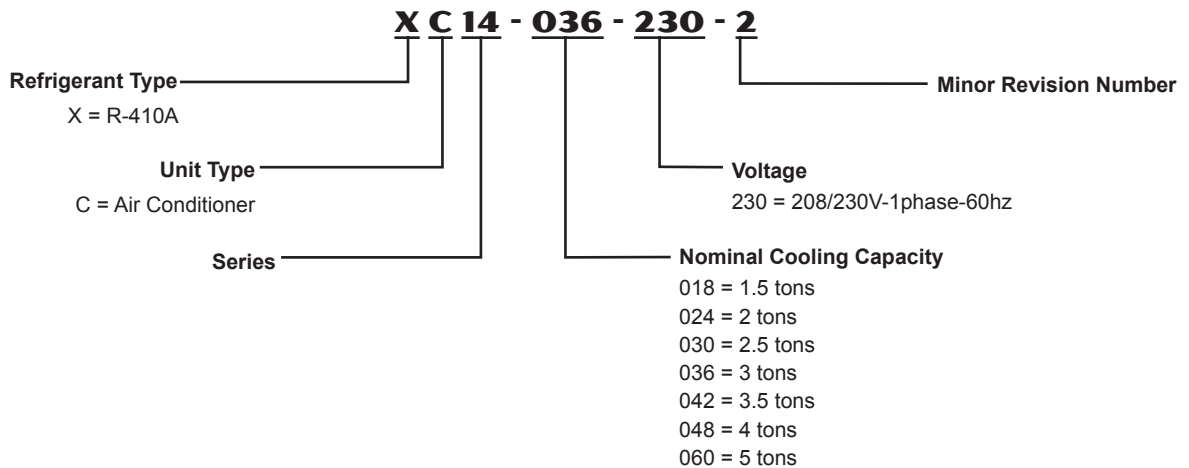 XC14-036-230-2
Refrigerant Type
Minor Revision Number
X = R-410A
Unit Type
Voltage
C = Air Conditioner
230 = 208/230V-1phase-60hz
Series
Nominal Cooling Capacity
018 = 1.5 tons
024 = 2 tons
030 = 2.5 tons
036 = 3 tons
042 = 3.5 tons
048 = 4 tons
060 = 5 tons